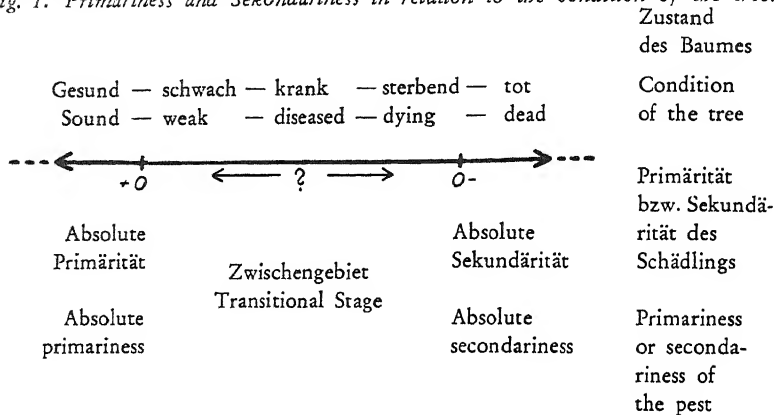 Fig. 1. Primariness and Sekondariness in relation to the condition of the tree.
Zustand
des Baumes
Gesund — schwach — krank — sterbend — tot
Sound — weak — diseased — dying — dead
Condition
of the tree
+0 ? 0-
Absolute
Primärität
Zwischengebiet
Transitional Stage
Absolute
Sekundärität
Primärität
bzw. Sekundä-
rität des
Schädlings
Absolute
primariness
Absolute
secondariness
Primariness
or seconda-
riness of
the pest